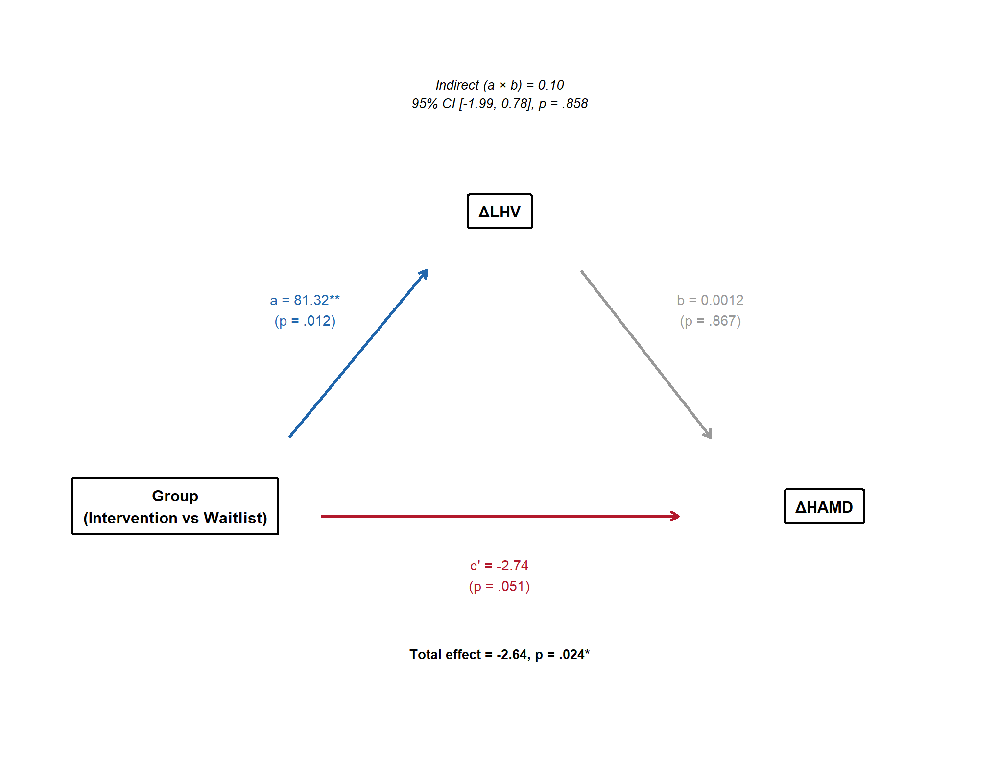 Indirect (a × b) = 0.10
95% CI [-1.99, 0.78], p = .858
ΔLHV
a = 81.32**
(p = .012)
b = 0.0012
(p = .867)
Group
(Intervention vs Waitlist)
ΔHAMD
c' = -2.74
(p = .051)
Total effect = -2.64, p = .024*